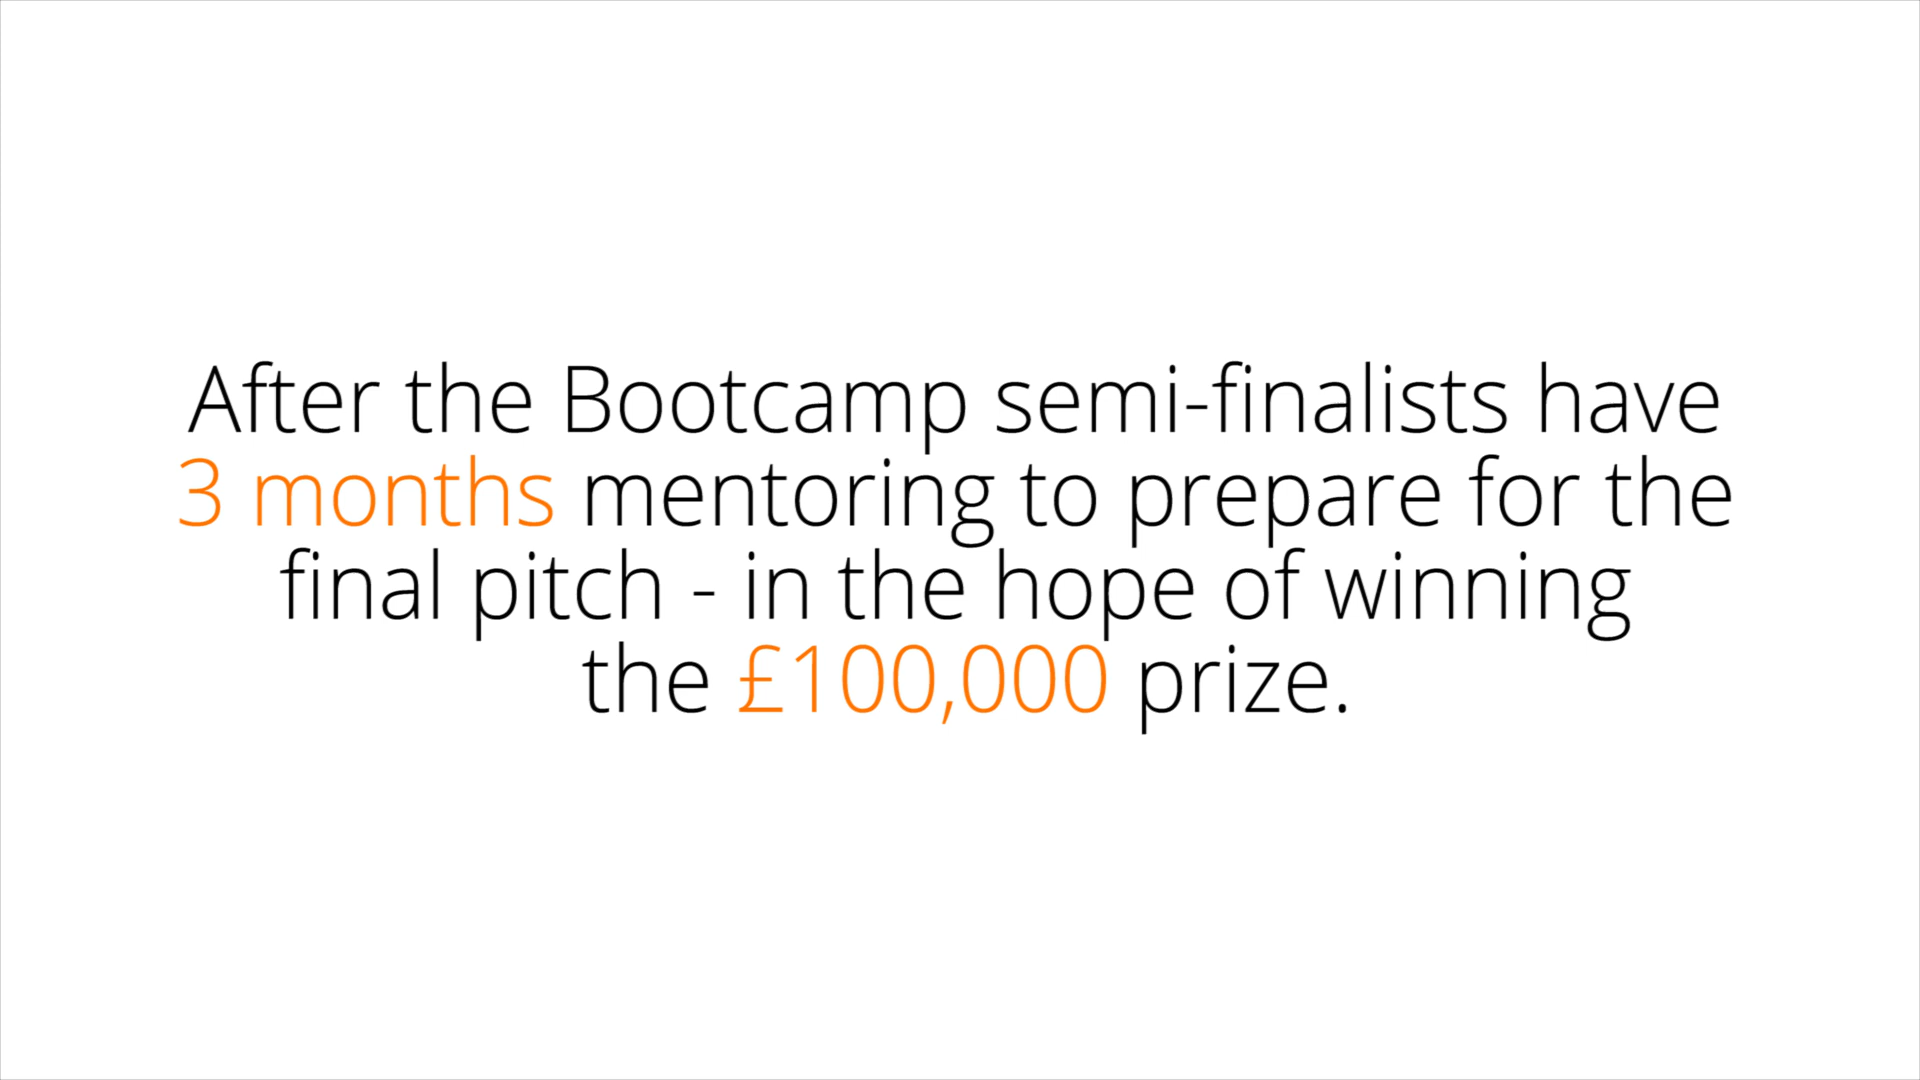 After the Bootcamp semi-finalists have
3 months mentoring to prepare for the
final pitch - in the hope of winning
the £100,000 prize.